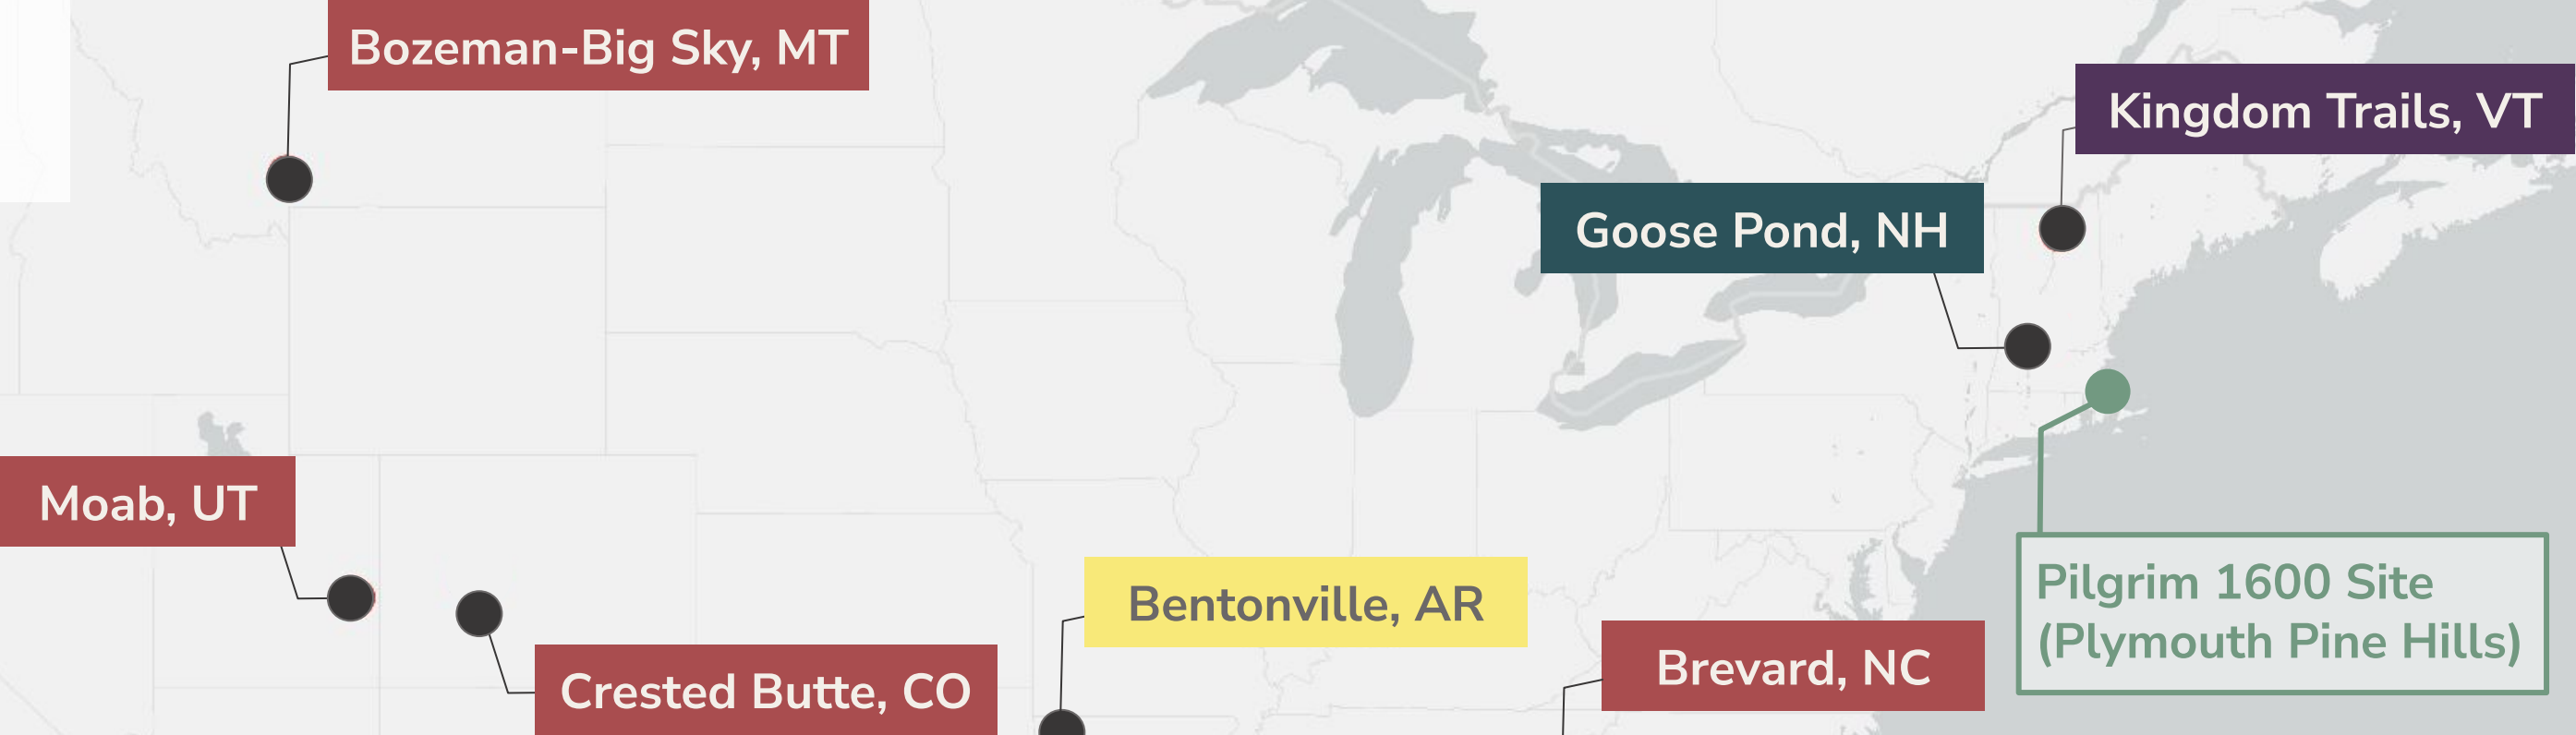 Bozeman-Big Sky, MT
Kingdom Trails, VT
Goose Pond, NH
Moab, UT
Pilgrim 1600 Site
(Plymouth Pine Hills)
Bentonville, AR
Brevard, NC
Crested Butte, CO